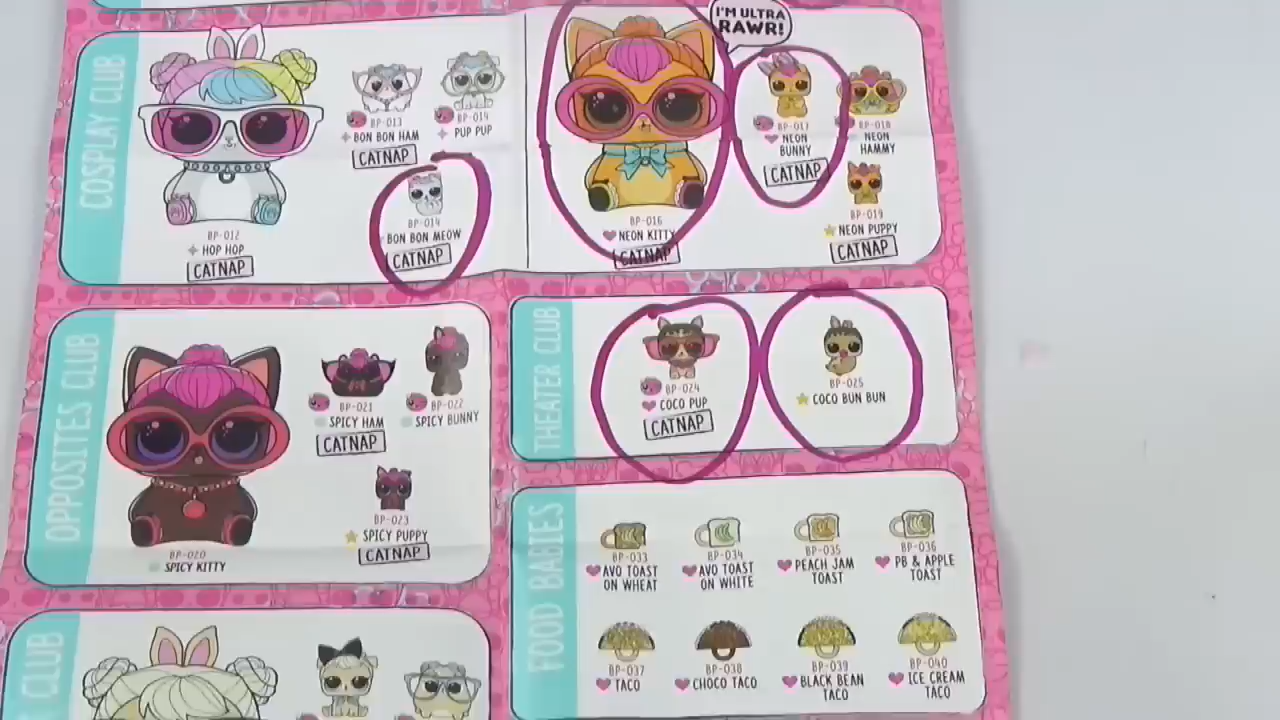 COSPLAY CLUB
BP-012
HOP HOP
CATNAP
BP-013
BON BON HAM
CATNAP
BP-014
PUP PUP
BP-014
BON BON MEOW
CATNAP
I'M ULTRA
RAWR!
BP-016
NEON KITTY
CATNAP
BP-017
NEON
BUNNY
CATNAP
BP-018
NEON
HAMMY
BP-019
NEON PUPPY
CATNAP
OPPOSITES CLUB
BP-020
SPICY KITTY
BP-021
SPICY HAM
CATNAP
BP-022
SPICY BUNNY
BP-023
SPICY PUPPY
CATNAP
THEATER CLUB
BP-024
COCO PUP
CATNAP
BP-025
COCO BUN BUN
FOOD BABIES
BP-033
AVO TOAST
ON WHEAT
BP-034
AVO TOAST
ON WHITE
BP-035
PEACH JAM
TOAST
BP-036
PB & APPLE
TOAST
BP-037
TACO
BP-038
CHOCO TACO
BP-039
BLACK BEAN
TACO
BP-040
ICE CREAM
TACO
CLUB